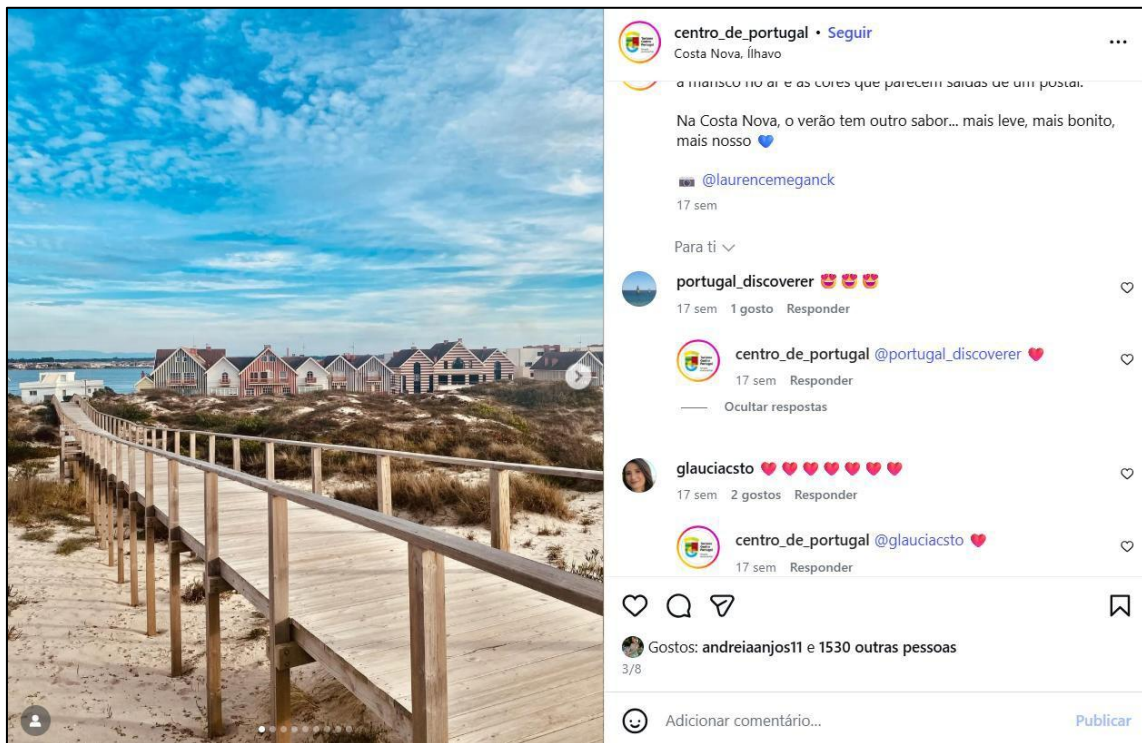 centro_de_portugal • Seguir
Costa Nova, Ílhavo
a marisco no ar e as cores que parecem saídas de um postal.
Na Costa Nova, o verão tem outro sabor... mais leve, mais bonito,
mais nosso 💙
📷 @laurencemeganck
17 sem
Para ti
portugal_discoverer 😍😍😍
17 sem 1 gosto Responder
centro_de_portugal @portugal_discoverer ❤️
17 sem Responder
Ocultar respostas
glauciacsto ❤️❤️❤️❤️❤️❤️❤️
17 sem 2 gostos Responder
centro_de_portugal @glauciacsto ❤️
17 sem Responder
Gostos: andreiaanjos11 e 1530 outras pessoas
3/8
Adicionar comentário... Publicar